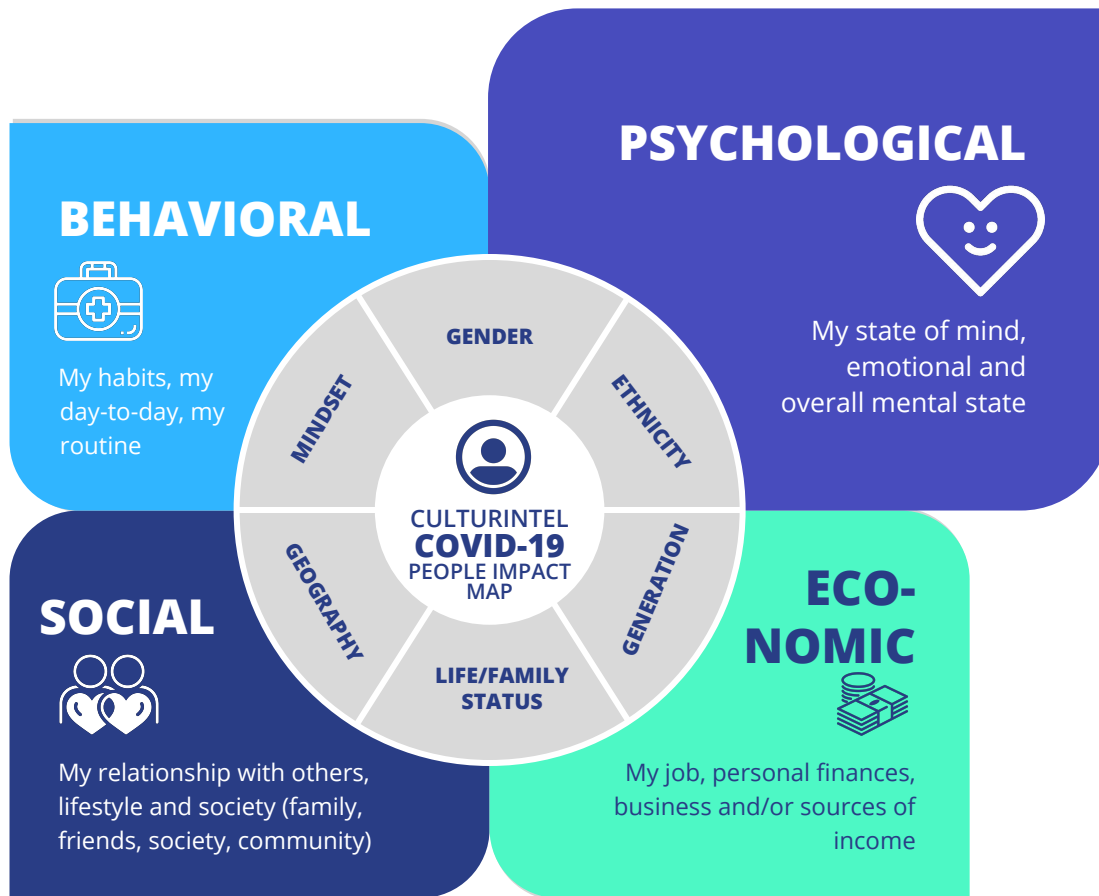 PSYCHOLOGICAL
My state of mind,
emotional and
overall mental state
BEHAVIORAL
My habits, my
day-to-day, my
routine
GENDER
ETHNICITY
GENERATION
LIFE/FAMILY
STATUS
GEOGRAPHY
MINDSET
CULTURINTEL
COVID-19
PEOPLE IMPACT
MAP
SOCIAL
My relationship with others,
lifestyle and society (family,
friends, society, community)
ECO-
NOMIC
My job, personal finances,
business and/or sources of
income